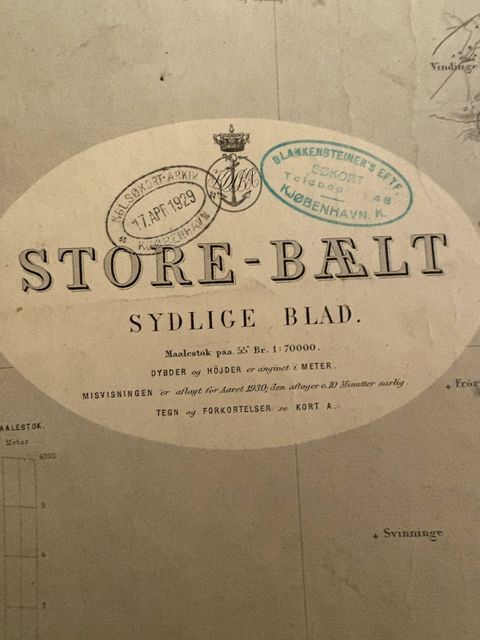 Vindinge
KGL. SØKORT-ARKIV
17. APR. 1929
KJØBENHAVN
BLANKENSTEINER'S EFTF.
SØKORT
Toldbod 48
KJØBENHAVN. K.
STORE-BÆLT
SYDLIGE BLAD.
Maalestok paa 55° Br. 1:70000.
DYBDER og HÖJDER er angivet i METER.
MISVISNINGEN er aflagt for Aaret 1930; den aftager c. 10 Minutter aarlig.
TEGN og FORKORTELSER se KORT A.
Frör
AALESTOK.
Meter
6000
5
Svinninge
4
3